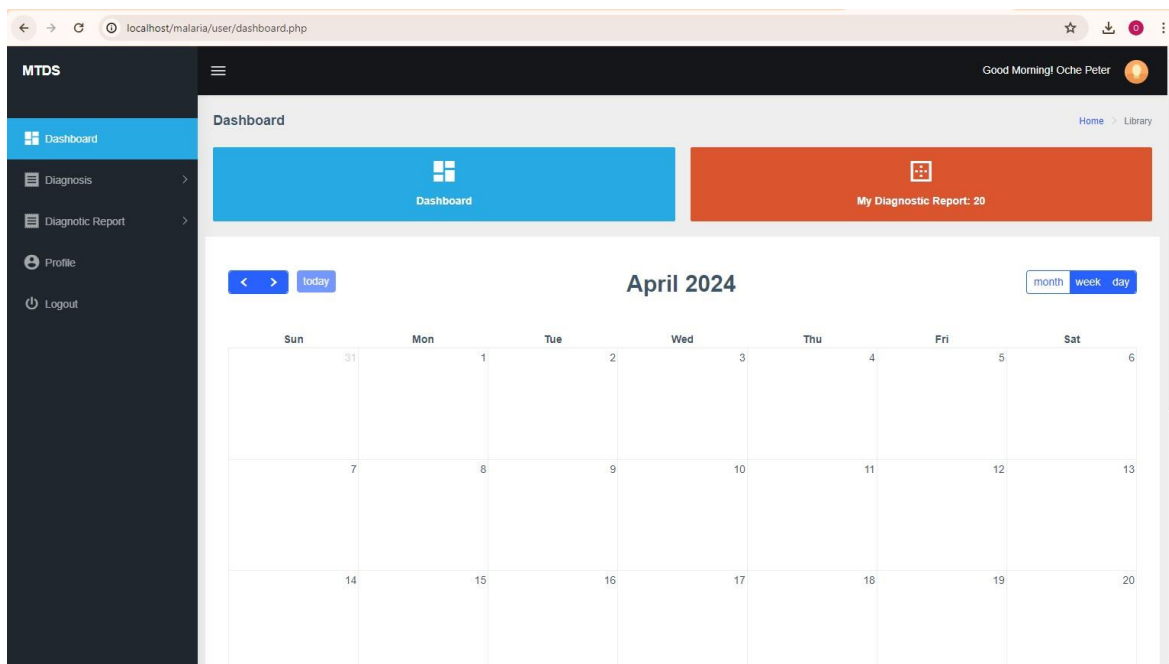 localhost/malaria/user/dashboard.php
O
MTDS
Good Morning! Oche Peter
Dashboard
Diagnosis
Diagnotic Report
Profile
Logout
Dashboard
Home > Library
Dashboard
My Diagnostic Report: 20
< > today
April 2024
month week day
Sun Mon Tue Wed Thu Fri Sat
31 1 2 3 4 5 6
7 8 9 10 11 12 13
14 15 16 17 18 19 20